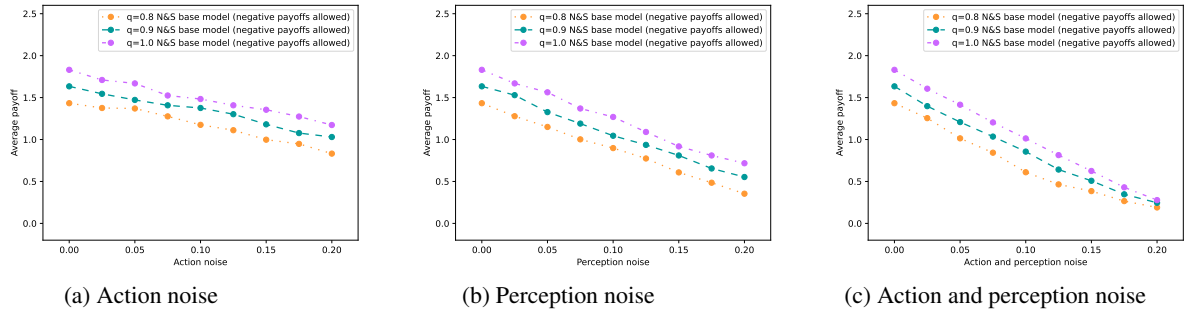 2.5
2.0
1.5
1.0
0.5
0.0
Average payoff
q=0.8 N&S base model (negative payoffs allowed)
q=0.9 N&S base model (negative payoffs allowed)
q=1.0 N&S base model (negative payoffs allowed)
0.00 0.05 0.10 0.15 0.20
Action noise
(a) Action noise
2.5
2.0
1.5
1.0
0.5
0.0
Average payoff
q=0.8 N&S base model (negative payoffs allowed)
q=0.9 N&S base model (negative payoffs allowed)
q=1.0 N&S base model (negative payoffs allowed)
0.00 0.05 0.10 0.15 0.20
Perception noise
(b) Perception noise
2.5
2.0
1.5
1.0
0.5
0.0
Average payoff
q=0.8 N&S base model (negative payoffs allowed)
q=0.9 N&S base model (negative payoffs allowed)
q=1.0 N&S base model (negative payoffs allowed)
0.00 0.05 0.10 0.15 0.20
Action and perception noise
(c) Action and perception noise